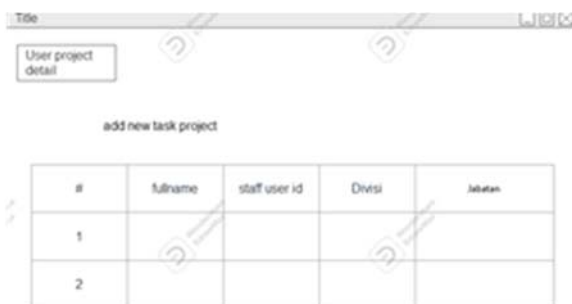 Title
User project
detail
add new task project
# fullname staff user id Divisi Jabatan
1
2